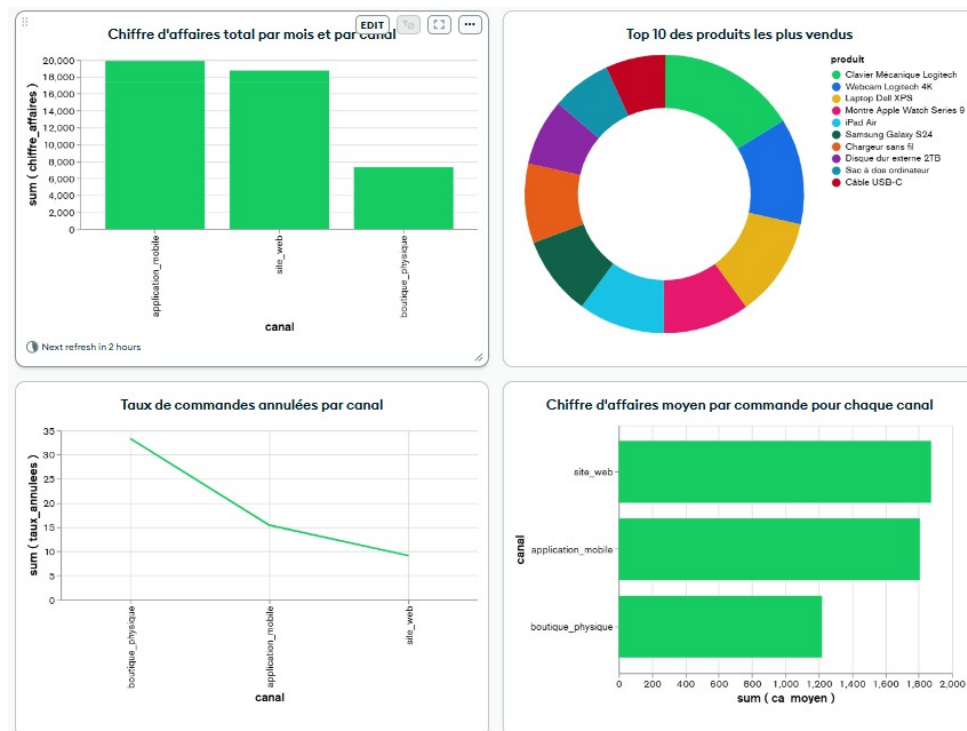 EDIT
Chiffre d'affaires total par mois et par canal
20,000
18,000
16,000
14,000
12,000
10,000
8,000
6,000
4,000
2,000
0
sum ( chiffre_affaires )
application_mobile
site_web
boutique_physique
canal
Next refresh in 2 hours
Top 10 des produits les plus vendus
produit
Clavier Mécanique Logitech
Webcam Logitech 4K
Laptop Dell XPS
Montre Apple Watch Series 9
iPad Air
Samsung Galaxy S24
Chargeur sans fil
Disque dur externe 2TB
Sac à dos ordinateur
Câble USB-C
Taux de commandes annulées par canal
35
30
25
20
15
10
5
0
sum ( taux_annulees )
boutique_physique
application_mobile
site_web
canal
Chiffre d'affaires moyen par commande pour chaque canal
canal
site_web
application_mobile
boutique_physique
0 200 400 600 800 1,000 1,200 1,400 1,600 1,800 2,000
sum ( ca_moyen )